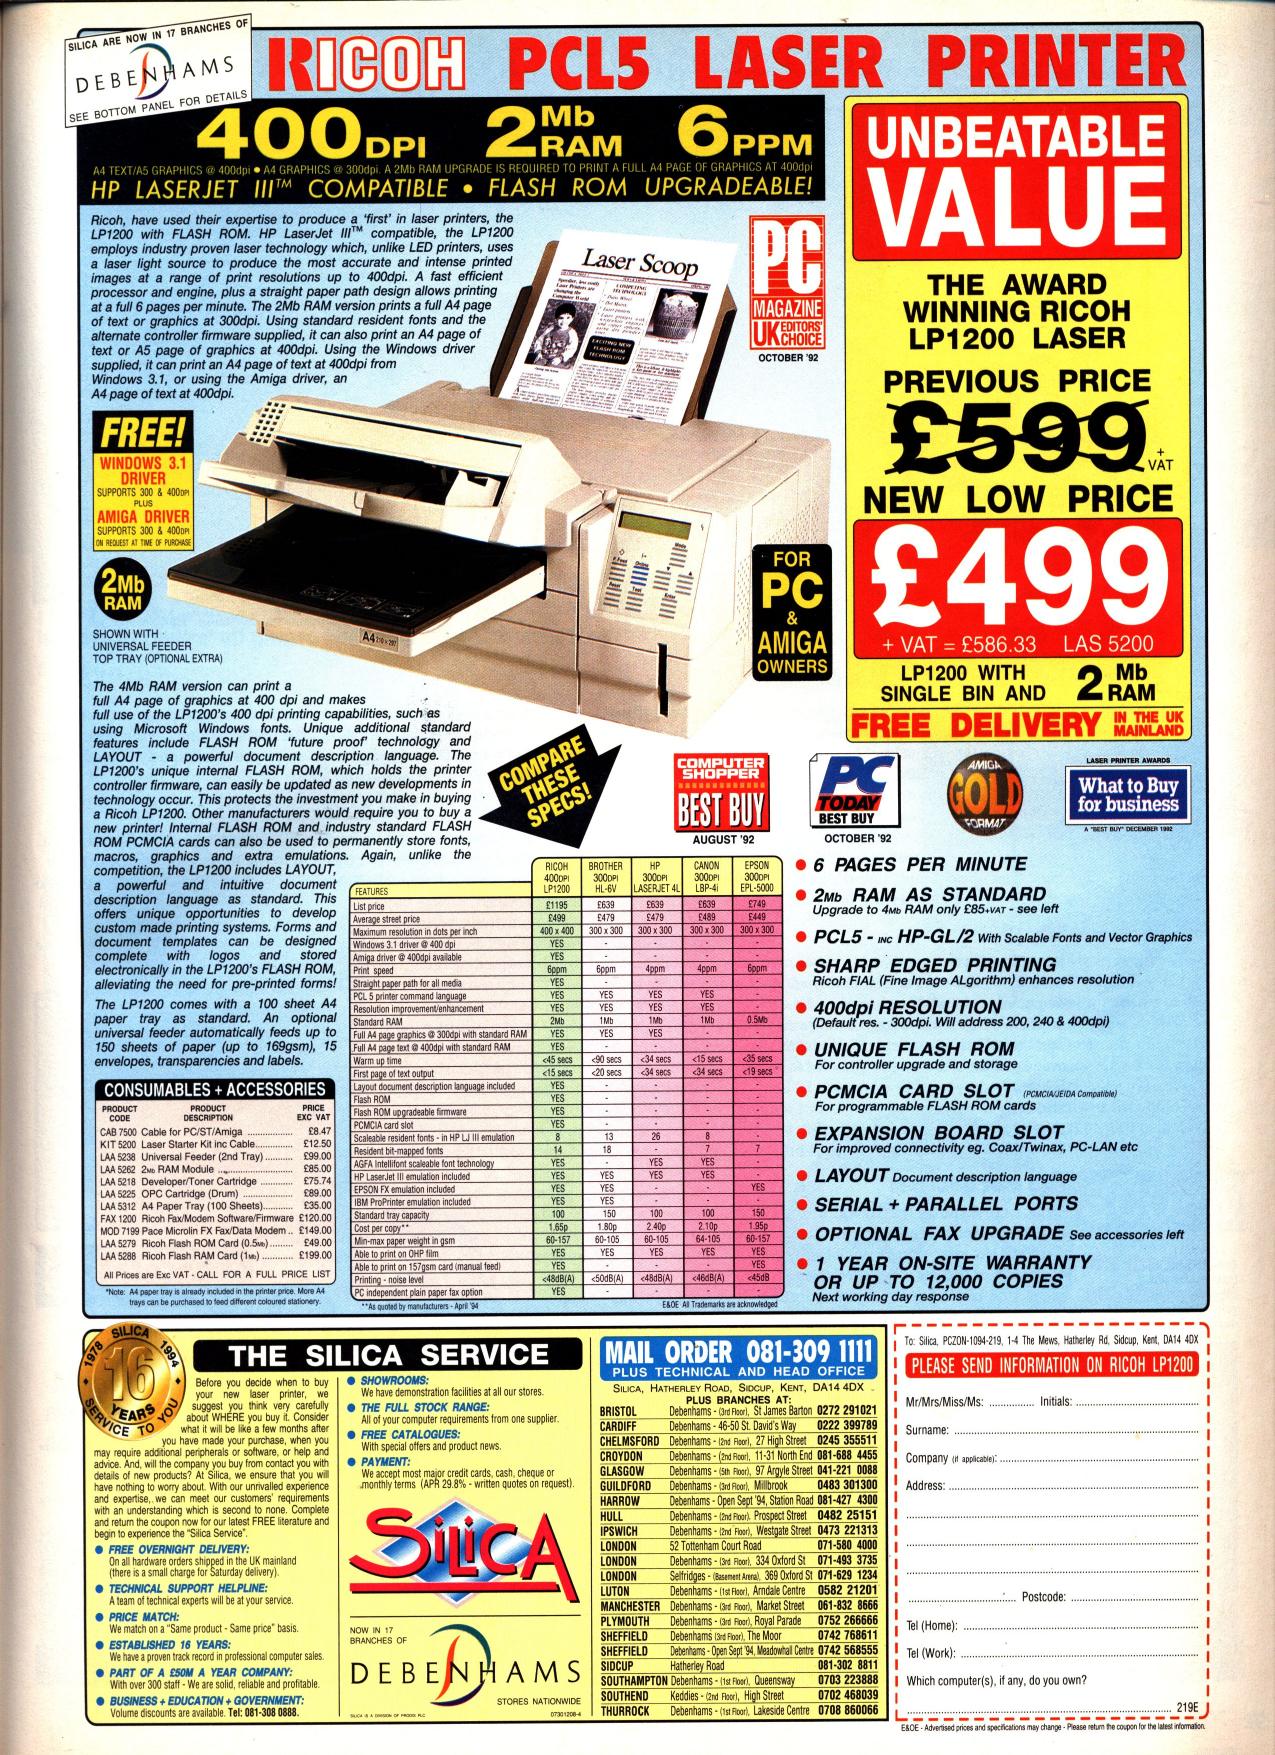 SILICA ARE NOW IN 17 BRANCHES OF
DEBENHAMS
SEE BOTTOM PANEL FOR DETAILS
RICOH PCL5 LASER PRINTER
400DPI 2Mb RAM 6PPM
A4 TEXT/A5 GRAPHICS @ 400dpi ● A4 GRAPHICS @ 300dpi. A 2Mb RAM UPGRADE IS REQUIRED TO PRINT A FULL A4 PAGE OF GRAPHICS AT 400dpi
HP LASERJET III™ COMPATIBLE • FLASH ROM UPGRADEABLE!
Ricoh, have used their expertise to produce a 'first' in laser printers, the
LP1200 with FLASH ROM. HP LaserJet III™ compatible, the LP1200
employs industry proven laser technology which, unlike LED printers, uses
a laser light source to produce the most accurate and intense printed
images at a range of print resolutions up to 400dpi. A fast efficient
processor and engine, plus a straight paper path design allows printing
at a full 6 pages per minute. The 2Mb RAM version prints a full A4 page
of text or graphics at 300dpi. Using standard resident fonts and the
alternate controller firmware supplied, it can also print an A4 page of
text or A5 page of graphics at 400dpi. Using the Windows driver
supplied, it can print an A4 page of text at 400dpi from
Windows 3.1, or using the Amiga driver, an
A4 page of text at 400dpi.
FREE!
WINDOWS 3.1
DRIVER
SUPPORTS 300 & 400DPI
PLUS
AMIGA DRIVER
SUPPORTS 300 & 400DPI
ON REQUEST AT TIME OF PURCHASE
2Mb
RAM
SHOWN WITH
UNIVERSAL FEEDER
TOP TRAY (OPTIONAL EXTRA)
Laser Scoop
EXCITING NEW
FLASH ROM
TECHNOLOGY
A4 210 x 297
PC
MAGAZINE
UK EDITORS' CHOICE
OCTOBER '92
FOR
PC
&
AMIGA
OWNERS
UNBEATABLE
VALUE
THE AWARD
WINNING RICOH
LP1200 LASER
PREVIOUS PRICE
£599 + VAT
NEW LOW PRICE
£499
+ VAT = £586.33 LAS 5200
LP1200 WITH
SINGLE BIN AND 2 Mb RAM
FREE DELIVERY IN THE UK MAINLAND
The 4Mb RAM version can print a
full A4 page of graphics at 400 dpi and makes
full use of the LP1200's 400 dpi printing capabilities, such as
using Microsoft Windows fonts. Unique additional standard
features include FLASH ROM 'future proof' technology and
LAYOUT - a powerful document description language. The
LP1200's unique internal FLASH ROM, which holds the printer
controller firmware, can easily be updated as new developments in
technology occur. This protects the investment you make in buying
a Ricoh LP1200. Other manufacturers would require you to buy a
new printer! Internal FLASH ROM and industry standard FLASH
ROM PCMCIA cards can also be used to permanently store fonts,
macros, graphics and extra emulations. Again, unlike the
competition, the LP1200 includes LAYOUT,
a powerful and intuitive document
description language as standard. This
offers unique opportunities to develop
custom made printing systems. Forms and
document templates can be designed
complete with logos and stored
electronically in the LP1200's FLASH ROM,
alleviating the need for pre-printed forms!
The LP1200 comes with a 100 sheet A4
paper tray as standard. An optional
universal feeder automatically feeds up to
150 sheets of paper (up to 169gsm), 15
envelopes, transparencies and labels.
CONSUMABLES + ACCESSORIES
PRODUCT CODE PRODUCT DESCRIPTION PRICE EXC VAT
CAB 7500 Cable for PC/ST/Amiga £8.47
KIT 5200 Laser Starter Kit inc Cable £12.50
LAA 5238 Universal Feeder (2nd Tray) £99.00
LAA 5262 2Mb RAM Module £85.00
LAA 5218 Developer/Toner Cartridge £75.74
LAA 5225 OPC Cartridge (Drum) £89.00
LAA 5312 A4 Paper Tray (100 Sheets) £35.00
FAX 1200 Ricoh Fax/Modem Software/Firmware £120.00
MOD 7199 Pace Microlin FX Fax/Data Modem £149.00
LAA 5279 Ricoh Flash ROM Card (0.5Mb) £49.00
LAA 5288 Ricoh Flash RAM Card (1Mb) £199.00
All Prices are Exc VAT - CALL FOR A FULL PRICE LIST
*Note: A4 paper tray is already included in the printer price. More A4
trays can be purchased to feed different coloured stationery.
COMPARE
THESE
SPECS!
COMPUTER
SHOPPER
BEST BUY
AUGUST '92
PC
TODAY
BEST BUY
OCTOBER '92
AMIGA
GOLD
FORMAT
LASER PRINTER AWARDS
What to Buy
for business
A "BEST BUY" DECEMBER 1992
FEATURES | RICOH 400DPI LP1200 | BROTHER 300DPI HL-6V | HP 300DPI LASERJET 4L | CANON 300DPI LBP-4i | EPSON 300DPI EPL-5000
List price £1195 £639 £639 £639 £749
Average street price £499 £479 £479 £489 £449
Maximum resolution in dots per inch 400 x 400 300 x 300 300 x 300 300 x 300 300 x 300
Windows 3.1 driver @ 400 dpi YES - - - -
Amiga driver @ 400dpi available YES - - - -
Print speed 6ppm 6ppm 4ppm 4ppm 6ppm
Straight paper path for all media YES - - - -
PCL 5 printer command language YES YES YES YES -
Resolution improvement/enhancement YES YES YES YES -
Standard RAM 2Mb 1Mb 1Mb 1Mb 0.5Mb
Full A4 page graphics @ 300dpi with standard RAM YES YES YES - -
Full A4 page text @ 400dpi with standard RAM YES - - - -
Warm up time <45 secs <90 secs <34 secs <15 secs <35 secs
First page of text output <15 secs <20 secs <34 secs <34 secs <19 secs
Layout document description language included YES - - - -
Flash ROM YES - - - -
Flash ROM upgradeable firmware YES - - - -
PCMCIA card slot YES - - - -
Scaleable resident fonts - in HP LJ III emulation 8 13 26 8 -
Resident bit-mapped fonts 14 18 - 7 7
AGFA Intellifont scaleable font technology YES - YES YES -
HP LaserJet III emulation included YES YES YES YES -
EPSON FX emulation included YES YES - - YES
IBM ProPrinter emulation included YES YES - - -
Standard tray capacity 100 150 100 100 150
Cost per copy** 1.65p 1.80p 2.40p 2.10p 1.95p
Min-max paper weight in gsm 60-157 60-105 60-105 64-105 60-157
Able to print on OHP film YES YES YES YES YES
Able to print on 157gsm card (manual feed) YES - - - YES
Printing - noise level <48dB(A) <50dB(A) <48dB(A) <46dB(A) <45dB
PC independent plain paper fax option YES - - - -
**As quoted by manufacturers - April '94
E&OE All Trademarks are acknowledged
● 6 PAGES PER MINUTE
● 2Mb RAM AS STANDARD
Upgrade to 4Mb RAM only £85+VAT - see left
● PCL5 - INC HP-GL/2 With Scalable Fonts and Vector Graphics
● SHARP EDGED PRINTING
Ricoh FIAL (Fine Image ALgorithm) enhances resolution
● 400dpi RESOLUTION
(Default res. - 300dpi. Will address 200, 240 & 400dpi)
● UNIQUE FLASH ROM
For controller upgrade and storage
● PCMCIA CARD SLOT (PCMCIA/JEIDA Compatible)
For programmable FLASH ROM cards
● EXPANSION BOARD SLOT
For improved connectivity eg. Coax/Twinax, PC-LAN etc
● LAYOUT Document description language
● SERIAL + PARALLEL PORTS
● OPTIONAL FAX UPGRADE See accessories left
● 1 YEAR ON-SITE WARRANTY
OR UP TO 12,000 COPIES
Next working day response
SILICA
1978 1994
16
YEARS
SERVICE TO YOU
THE SILICA SERVICE
Before you decide when to buy
your new laser printer, we
suggest you think very carefully
about WHERE you buy it. Consider
what it will be like a few months after
you have made your purchase, when you
may require additional peripherals or software, or help and
advice. And, will the company you buy from contact you with
details of new products? At Silica, we ensure that you will
have nothing to worry about. With our unrivalled experience
and expertise, we can meet our customers' requirements
with an understanding which is second to none. Complete
and return the coupon now for our latest FREE literature and
begin to experience the "Silica Service".
● FREE OVERNIGHT DELIVERY:
On all hardware orders shipped in the UK mainland
(there is a small charge for Saturday delivery).
● TECHNICAL SUPPORT HELPLINE:
A team of technical experts will be at your service.
● PRICE MATCH:
We match on a "Same product - Same price" basis.
● ESTABLISHED 16 YEARS:
We have a proven track record in professional computer sales.
● PART OF A £50M A YEAR COMPANY:
With over 300 staff - We are solid, reliable and profitable.
● BUSINESS + EDUCATION + GOVERNMENT:
Volume discounts are available. Tel: 081-308 0888.
● SHOWROOMS:
We have demonstration facilities at all our stores.
● THE FULL STOCK RANGE:
All of your computer requirements from one supplier.
● FREE CATALOGUES:
With special offers and product news.
● PAYMENT:
We accept most major credit cards, cash, cheque or
monthly terms (APR 29.8% - written quotes on request).
SILICA
NOW IN 17
BRANCHES OF
DEBENHAMS
STORES NATIONWIDE
SILICA IS A DIVISION OF PRODIS PLC
07301208-4
MAIL ORDER 081-309 1111
PLUS TECHNICAL AND HEAD OFFICE
SILICA, HATHERLEY ROAD, SIDCUP, KENT, DA14 4DX
PLUS BRANCHES AT:
BRISTOL Debenhams - (3rd Floor), St James Barton 0272 291021
CARDIFF Debenhams - 46-50 St. David's Way 0222 399789
CHELMSFORD Debenhams - (2nd Floor), 27 High Street 0245 355511
CROYDON Debenhams - (2nd Floor), 11-31 North End 081-688 4455
GLASGOW Debenhams - (5th Floor), 97 Argyle Street 041-221 0088
GUILDFORD Debenhams - (3rd Floor), Millbrook 0483 301300
HARROW Debenhams - Open Sept '94, Station Road 081-427 4300
HULL Debenhams - (2nd Floor), Prospect Street 0482 25151
IPSWICH Debenhams - (2nd Floor), Westgate Street 0473 221313
LONDON 52 Tottenham Court Road 071-580 4000
LONDON Debenhams - (3rd Floor), 334 Oxford St 071-493 3735
LONDON Selfridges - (Basement Arena), 369 Oxford St 071-629 1234
LUTON Debenhams - (1st Floor), Arndale Centre 0582 21201
MANCHESTER Debenhams - (3rd Floor), Market Street 061-832 8666
PLYMOUTH Debenhams - (3rd Floor), Royal Parade 0752 266666
SHEFFIELD Debenhams (3rd Floor), The Moor 0742 768611
SHEFFIELD Debenhams - Open Sept '94, Meadowhall Centre 0742 568555
SIDCUP Hatherley Road 081-302 8811
SOUTHAMPTON Debenhams - (1st Floor), Queensway 0703 223888
SOUTHEND Keddies - (2nd Floor), High Street 0702 468039
THURROCK Debenhams - (1st Floor), Lakeside Centre 0708 860066
To: Silica, PCZON-1094-219, 1-4 The Mews, Hatherley Rd, Sidcup, Kent, DA14 4DX
PLEASE SEND INFORMATION ON RICOH LP1200
Mr/Mrs/Miss/Ms: Initials:
Surname:
Company (if applicable):
Address:
Postcode:
Tel (Home):
Tel (Work):
Which computer(s), if any, do you own?
219E
E&OE - Advertised prices and specifications may change - Please return the coupon for the latest information.